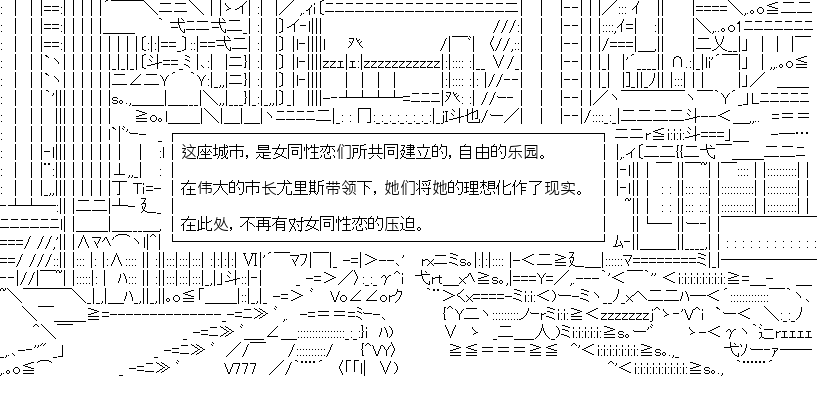 这座城市，是女同性恋们所共同建立的，自由的乐园。
在伟大的市长尤里斯带领下，她们将她的理想化作了现实。
在此处，不再有对女同性恋的压迫。